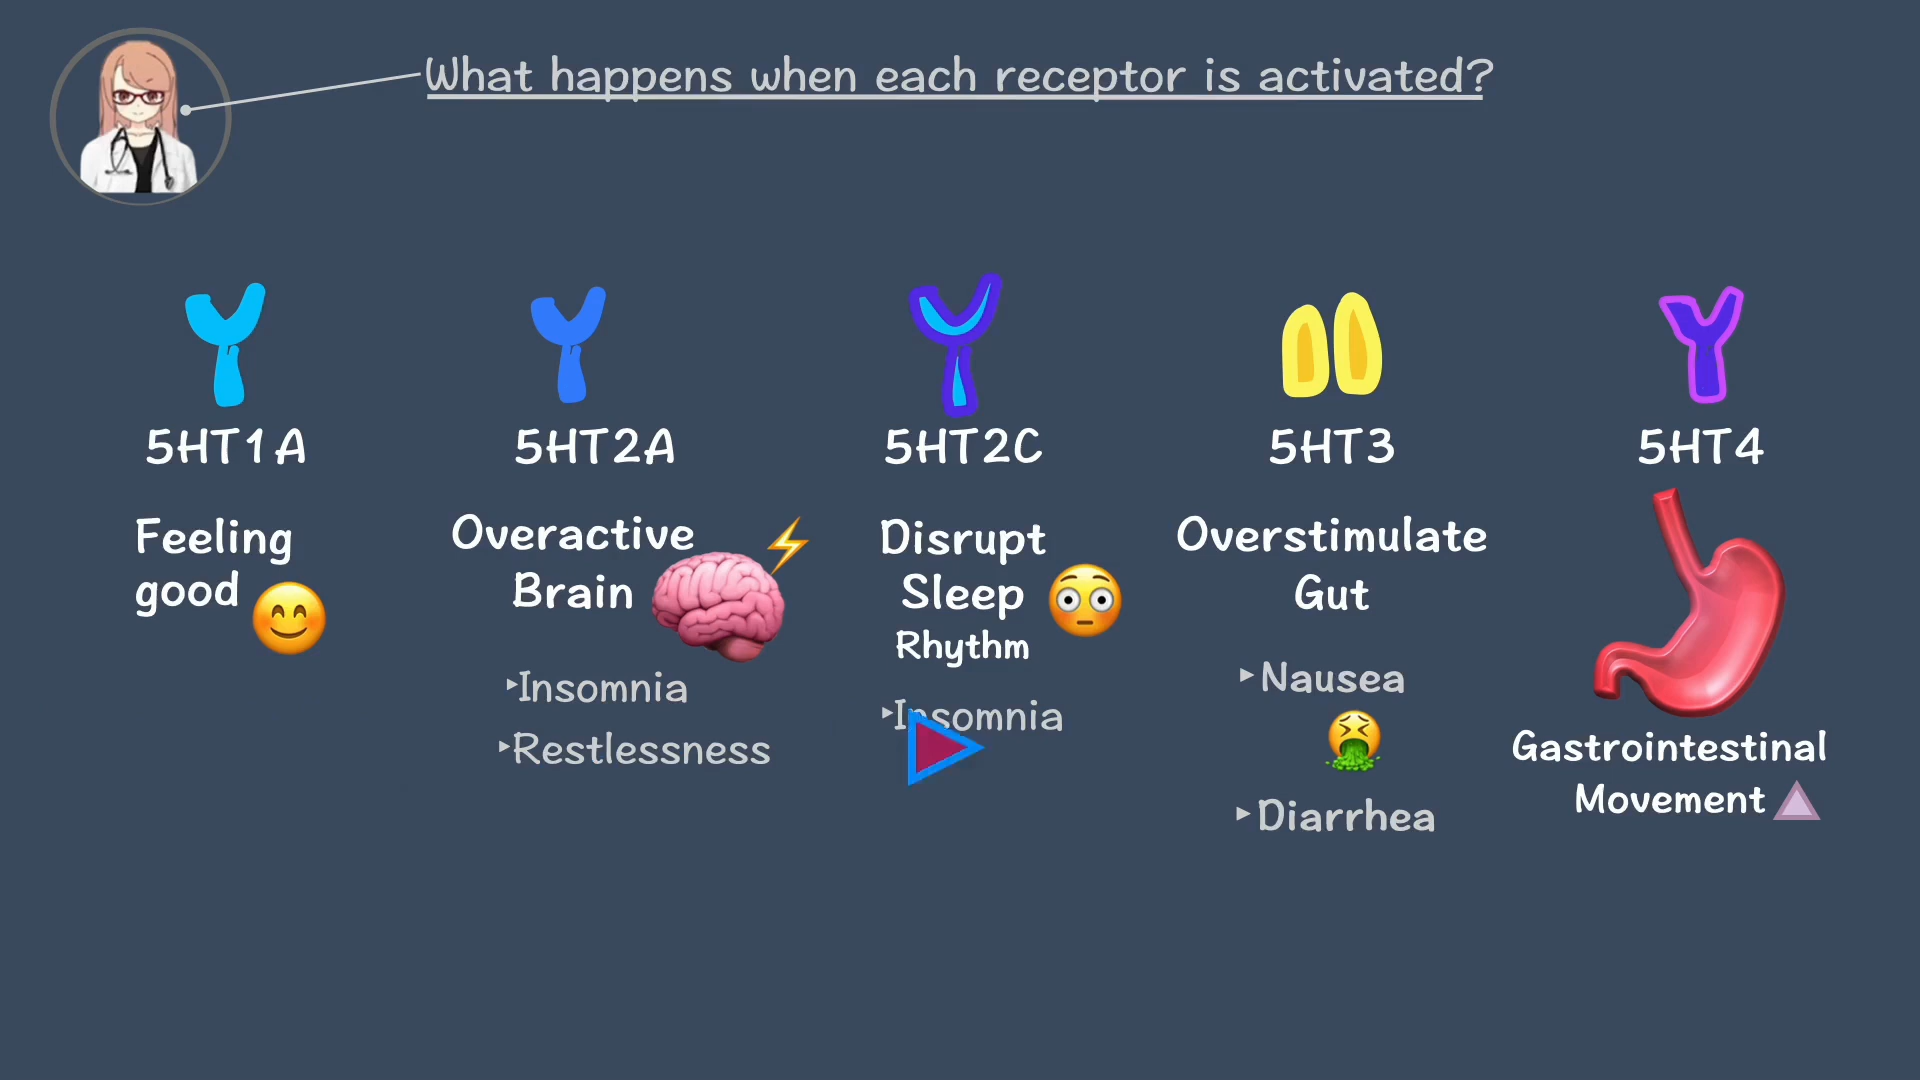 What happens when each receptor is activated?
5HT1A
Feeling
good
5HT2A
Overactive
Brain
‣Insomnia
‣Restlessness
5HT2C
Disrupt
Sleep
Rhythm
‣Insomnia
5HT3
Overstimulate
Gut
‣Nausea
‣Diarrhea
5HT4
Gastrointestinal
Movement